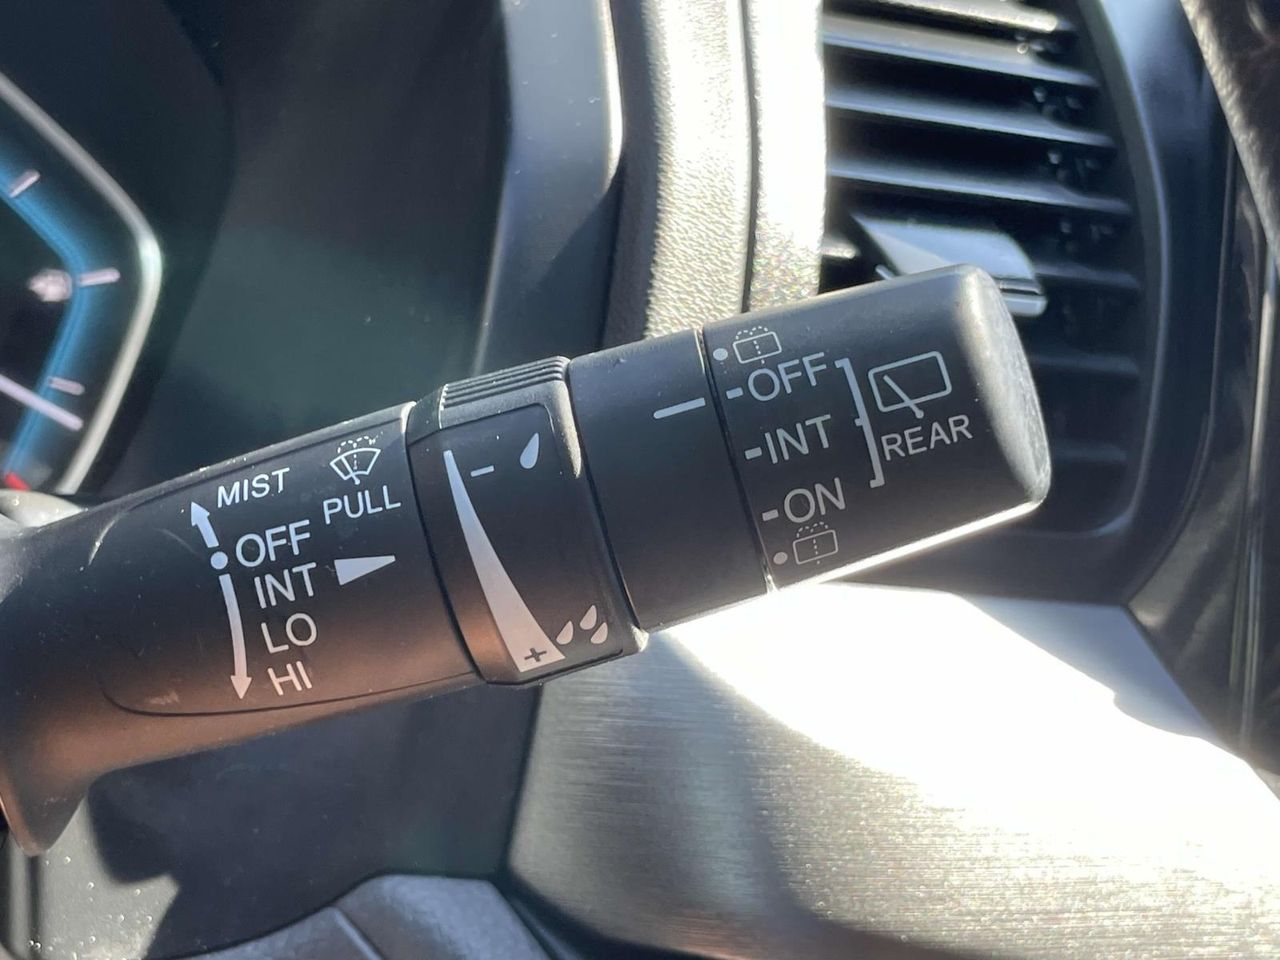 MIST
PULL
OFF
INT
LO
HI
-
+
OFF
INT
ON
REAR